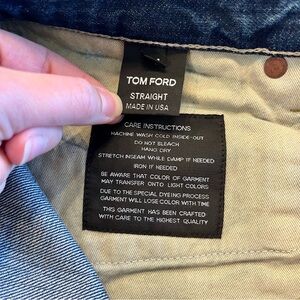 TOM FORD
STRAIGHT
MADE IN USA
CARE INSTRUCTIONS
MACHINE WASH COLD INSIDE-OUT
DO NOT BLEACH
HANG DRY
STRETCH INSEAM WHILE DAMP IF NEEDED
IRON IF NEEDED
BE AWARE THAT COLOR OF GARMENT
MAY TRANSFER ONTO LIGHT COLORS
DUE TO THE SPECIAL DYEING PROCESS
GARMENT WILL LOSE COLOR WITH TIME
THIS GARMENT HAS BEEN CRAFTED
WITH CARE TO THE HIGHEST QUALITY